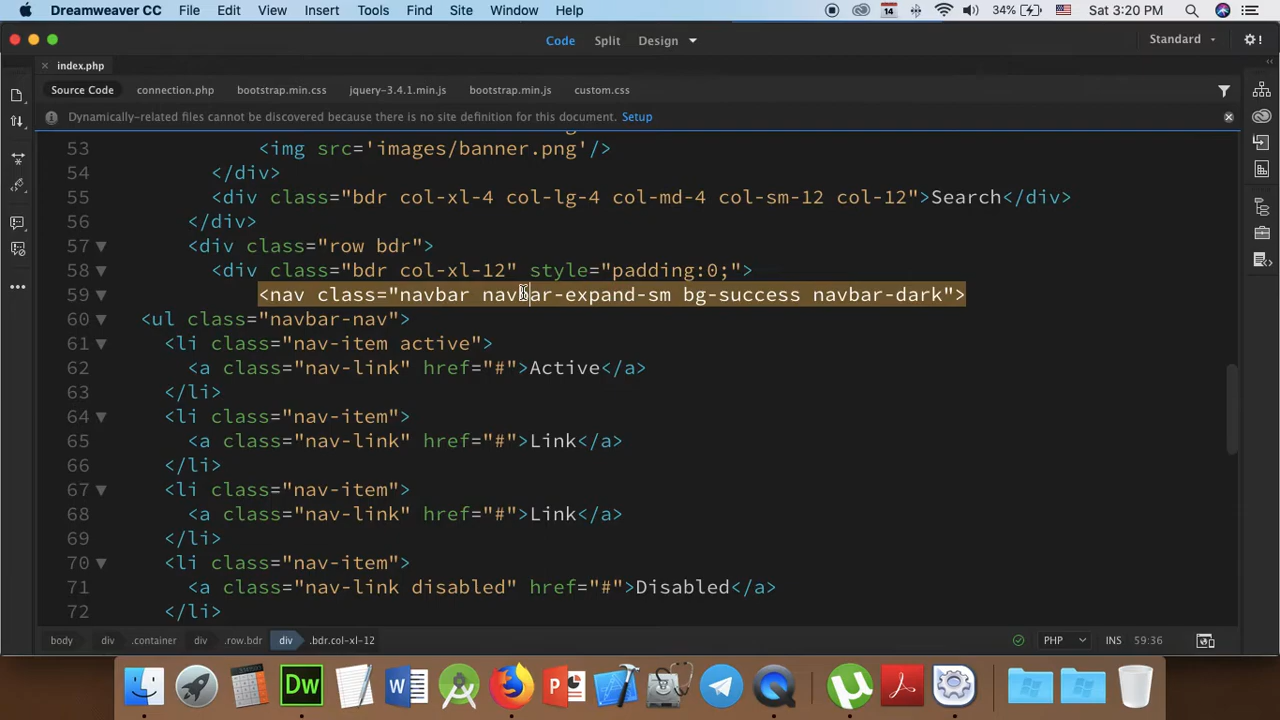 Dreamweaver CC File Edit View Insert Tools Find Site Window Help 14 34% Sat 3:20 PM
Code Split Design Standard
index.php
Source Code connection.php bootstrap.min.css jquery-3.4.1.min.js bootstrap.min.js custom.css
Dynamically-related files cannot be discovered because there is no site definition for this document. Setup
53 <img src='images/banner.png'/>
54 </div>
55 <div class="bdr col-xl-4 col-lg-4 col-md-4 col-sm-12 col-12">Search</div>
56 </div>
57 <div class="row bdr">
58 <div class="bdr col-xl-12" style="padding:0;">
59 <nav class="navbar navbar-expand-sm bg-success navbar-dark">
60 <ul class="navbar-nav">
61 <li class="nav-item active">
62 <a class="nav-link" href="#">Active</a>
63 </li>
64 <li class="nav-item">
65 <a class="nav-link" href="#">Link</a>
66 </li>
67 <li class="nav-item">
68 <a class="nav-link" href="#">Link</a>
69 </li>
70 <li class="nav-item">
71 <a class="nav-link disabled" href="#">Disabled</a>
72 </li>
body div .container div .row.bdr div .bdr.col-xl-12 PHP INS 59:36
Dw W P